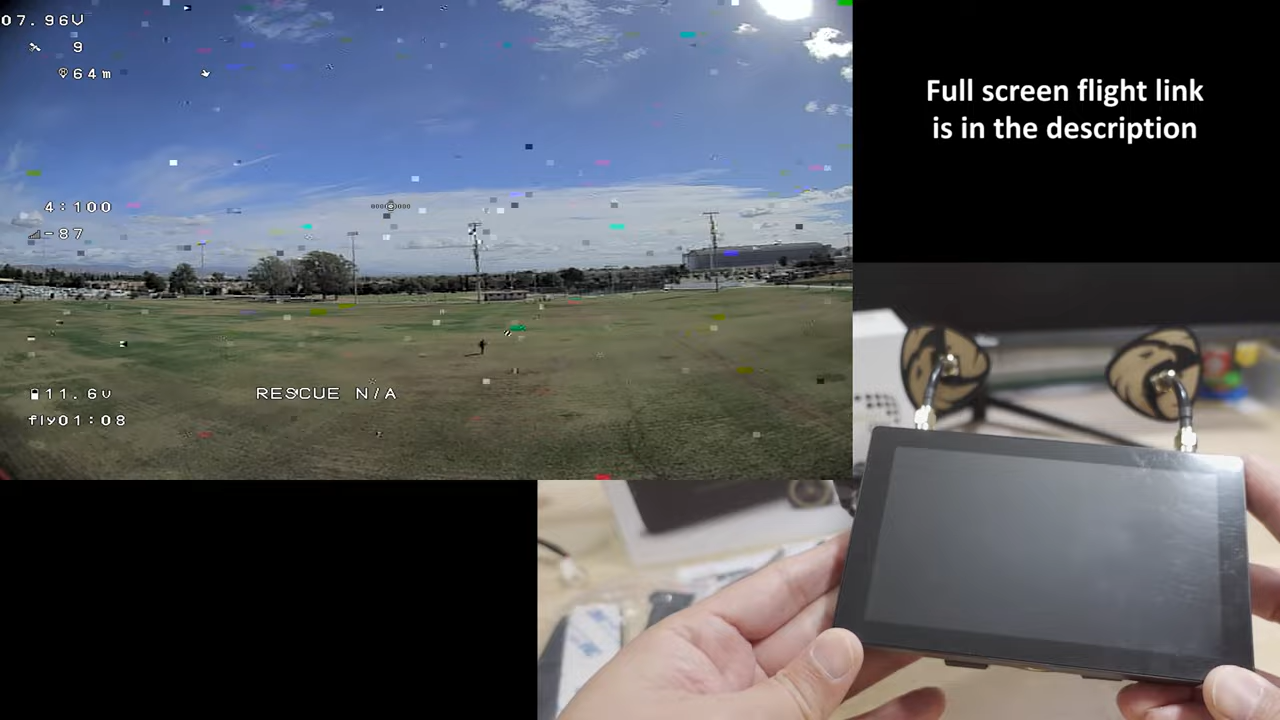 07.96V
9
64m
4:100
-87
11.6V
fly01:08
RESCUE N/A
Full screen flight link
is in the description